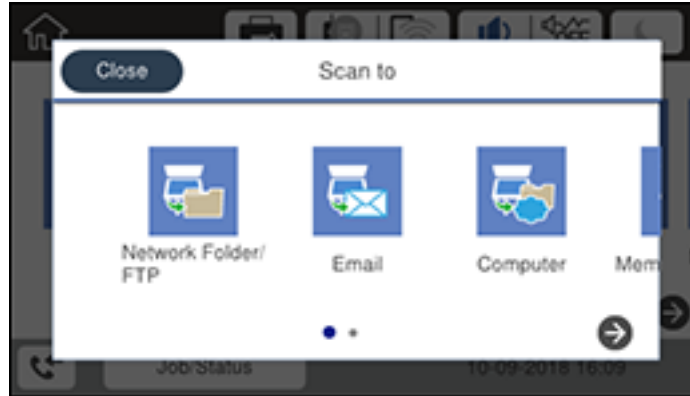 Close
Scan to
Network Folder/
FTP
Email
Computer
Mem
Job/Status
10-09-2018 16:09